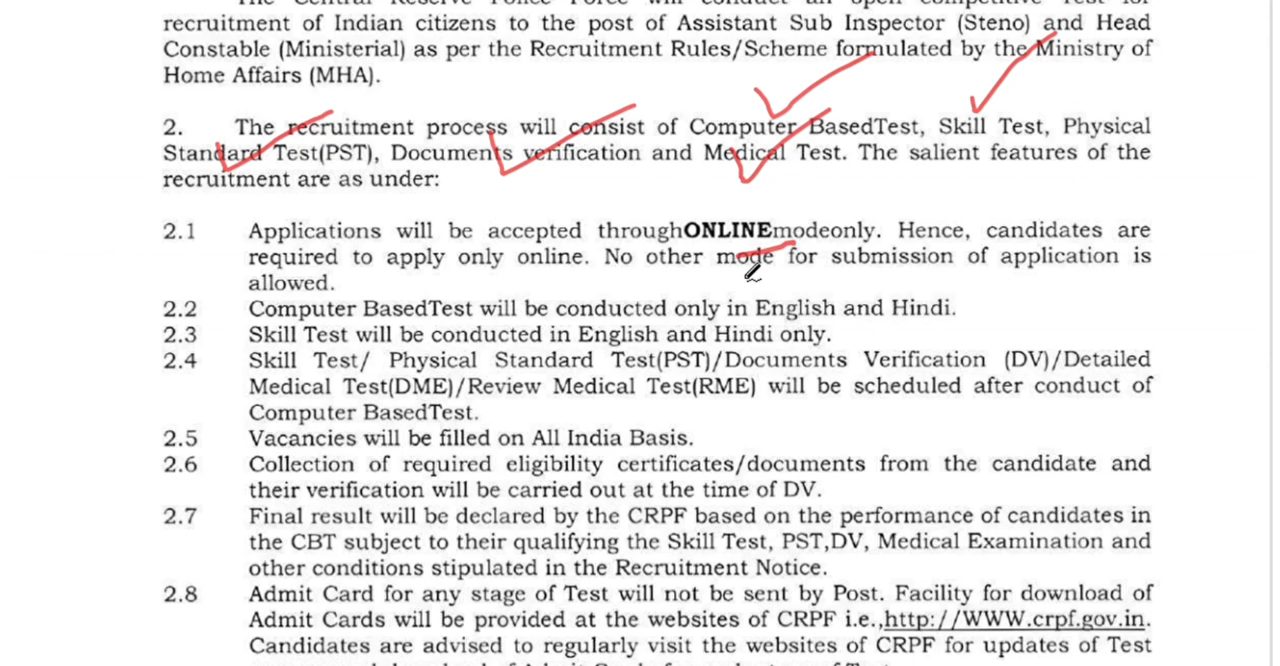 The Central Reserve Police Force will conduct an open competitive Test for
recruitment of Indian citizens to the post of Assistant Sub Inspector (Steno) and Head
Constable (Ministerial) as per the Recruitment Rules/Scheme formulated by the Ministry of
Home Affairs (MHA).
2. The recruitment process will consist of Computer BasedTest, Skill Test, Physical
Standard Test(PST), Documents verification and Medical Test. The salient features of the
recruitment are as under:
2.1 Applications will be accepted throughONLINEmodeonly. Hence, candidates are
required to apply only online. No other mode for submission of application is
allowed.
2.2 Computer BasedTest will be conducted only in English and Hindi.
2.3 Skill Test will be conducted in English and Hindi only.
2.4 Skill Test/ Physical Standard Test(PST)/Documents Verification (DV)/Detailed
Medical Test(DME)/Review Medical Test(RME) will be scheduled after conduct of
Computer BasedTest.
2.5 Vacancies will be filled on All India Basis.
2.6 Collection of required eligibility certificates/documents from the candidate and
their verification will be carried out at the time of DV.
2.7 Final result will be declared by the CRPF based on the performance of candidates in
the CBT subject to their qualifying the Skill Test, PST,DV, Medical Examination and
other conditions stipulated in the Recruitment Notice.
2.8 Admit Card for any stage of Test will not be sent by Post. Facility for download of
Admit Cards will be provided at the websites of CRPF i.e.,http://WWW.crpf.gov.in.
Candidates are advised to regularly visit the websites of CRPF for updates of Test